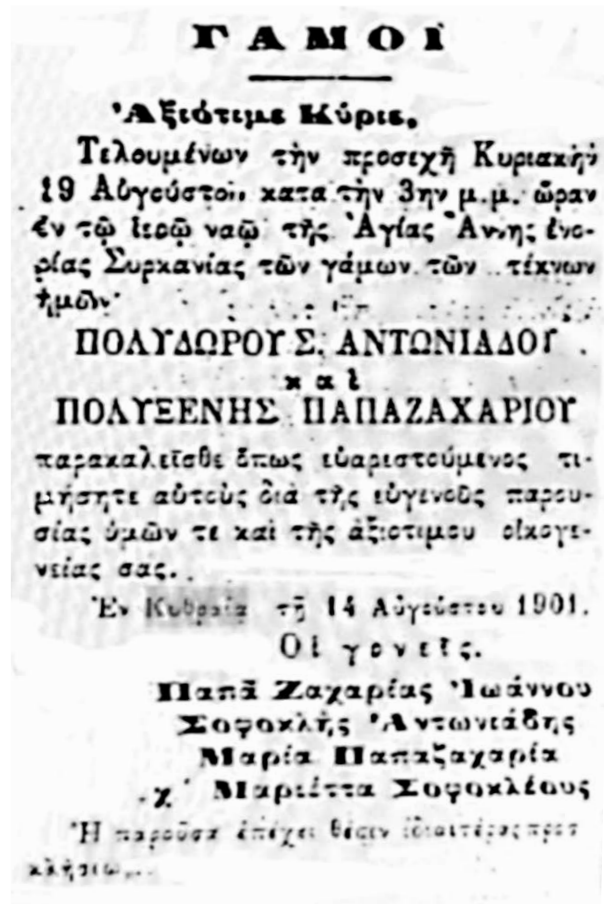 ΓΑΜΟΙ
Ἀξιότιμε Κύριε,
Τελουμένων τὴν προσεχῆ Κυριακὴν
19 Αὐγούστου κατα τὴν 3ην μ.μ. ὥραν
ἐν τῷ ἱερῷ ναῷ τῆς Ἁγίας Ἄννης ἐνο-
ρίας Συρκανίας τῶν γάμων τῶν τέκνων
ἡμῶν
ΠΟΛΥΔΩΡΟΥ Σ. ΑΝΤΩΝΙΑΔΟΥ
καὶ
ΠΟΛΥΞΕΝΗΣ ΠΑΠΑΖΑΧΑΡΙΟΥ
παρακαλεῖσθε ὅπως εὐαριστούμενος τι-
μήσητε αὐτοὺς διὰ τῆς εὐγενοῦς παρου-
σίας ὑμῶν τε καὶ τῆς ἀξιοτιμου οἰκογε-
νείας σας.
Ἐν Κυθραίᾳ τῇ 14 Αὐγούστου 1901.
Οἱ γονεῖς.
Παπᾶ Ζαχαρίας Ἰωάννου
Σοφοκλῆς Ἀντωνιάδης
Μαρία Παπαζαχαρία
χ΄ Μαριέττα Σοφοκλέους
Ἡ παροῦσα ἐπέχει θέσιν ἰδιαιτέρας προσ
κλήσεως.